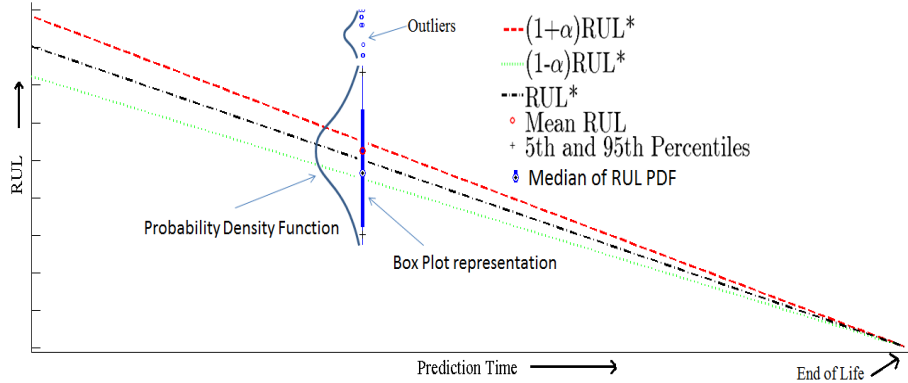 Outliers
(1+α)RUL*
(1-α)RUL*
RUL*
Mean RUL
5th and 95th Percentiles
Median of RUL PDF
RUL
Probability Density Function
Box Plot representation
Prediction Time
End of Life